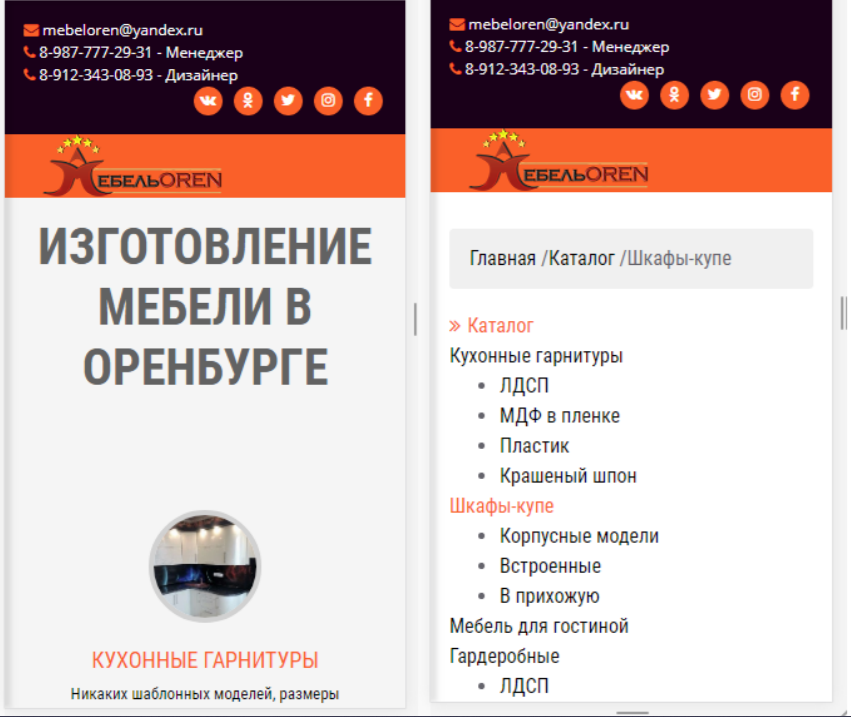 mebeloren@yandex.ru
8-987-777-29-31 - Менеджер
8-912-343-08-93 - Дизайнер
МЕБЕЛЬOREN
ИЗГОТОВЛЕНИЕ
МЕБЕЛИ В
ОРЕНБУРГЕ
КУХОННЫЕ ГАРНИТУРЫ
Никаких шаблонных моделей, размеры
mebeloren@yandex.ru
8-987-777-29-31 - Менеджер
8-912-343-08-93 - Дизайнер
МЕБЕЛЬOREN
Главная /Каталог /Шкафы-купе
» Каталог
Кухонные гарнитуры
• ЛДСП
• МДФ в пленке
• Пластик
• Крашеный шпон
Шкафы-купе
• Корпусные модели
• Встроенные
• В прихожую
Мебель для гостиной
Гардеробные
• ЛДСП